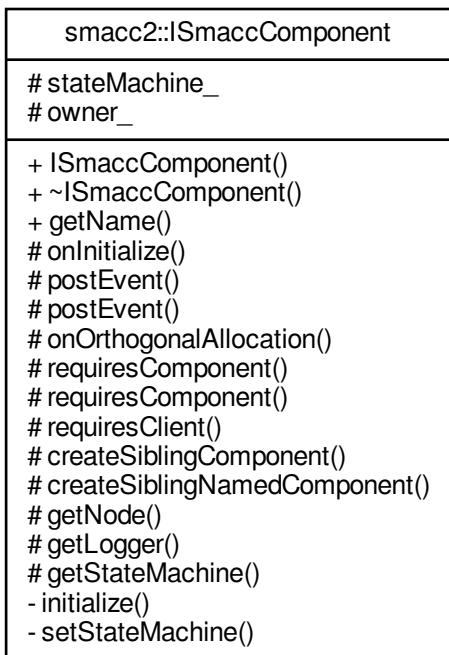 smacc2::ISmaccComponent
# stateMachine_
# owner_
+ ISmaccComponent()
+ ~ISmaccComponent()
+ getName()
# onInitialize()
# postEvent()
# postEvent()
# onOrthogonalAllocation()
# requiresComponent()
# requiresComponent()
# requiresClient()
# createSiblingComponent()
# createSiblingNamedComponent()
# getNode()
# getLogger()
# getStateMachine()
- initialize()
- setStateMachine()